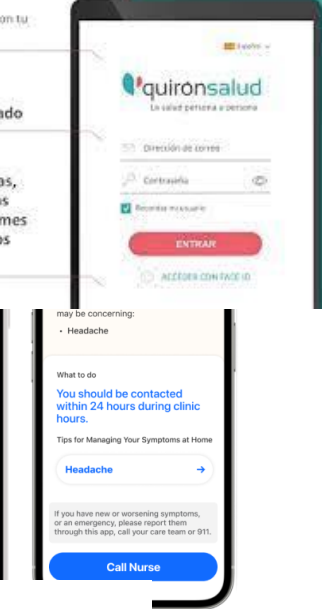 on tu
ado
as,
os
mes
os
Español
quirónsalud
La salud persona a persona
Dirección de correo
Contraseña
Recordar mi usuario
ENTRAR
ACCEDER CON FACE ID
may be concerning:
• Headache
What to do
You should be contacted
within 24 hours during clinic
hours.
Tips for Managing Your Symptoms at Home
Headache →
If you have new or worsening symptoms,
or an emergency, please report them
through this app, call your care team or 911.
Call Nurse